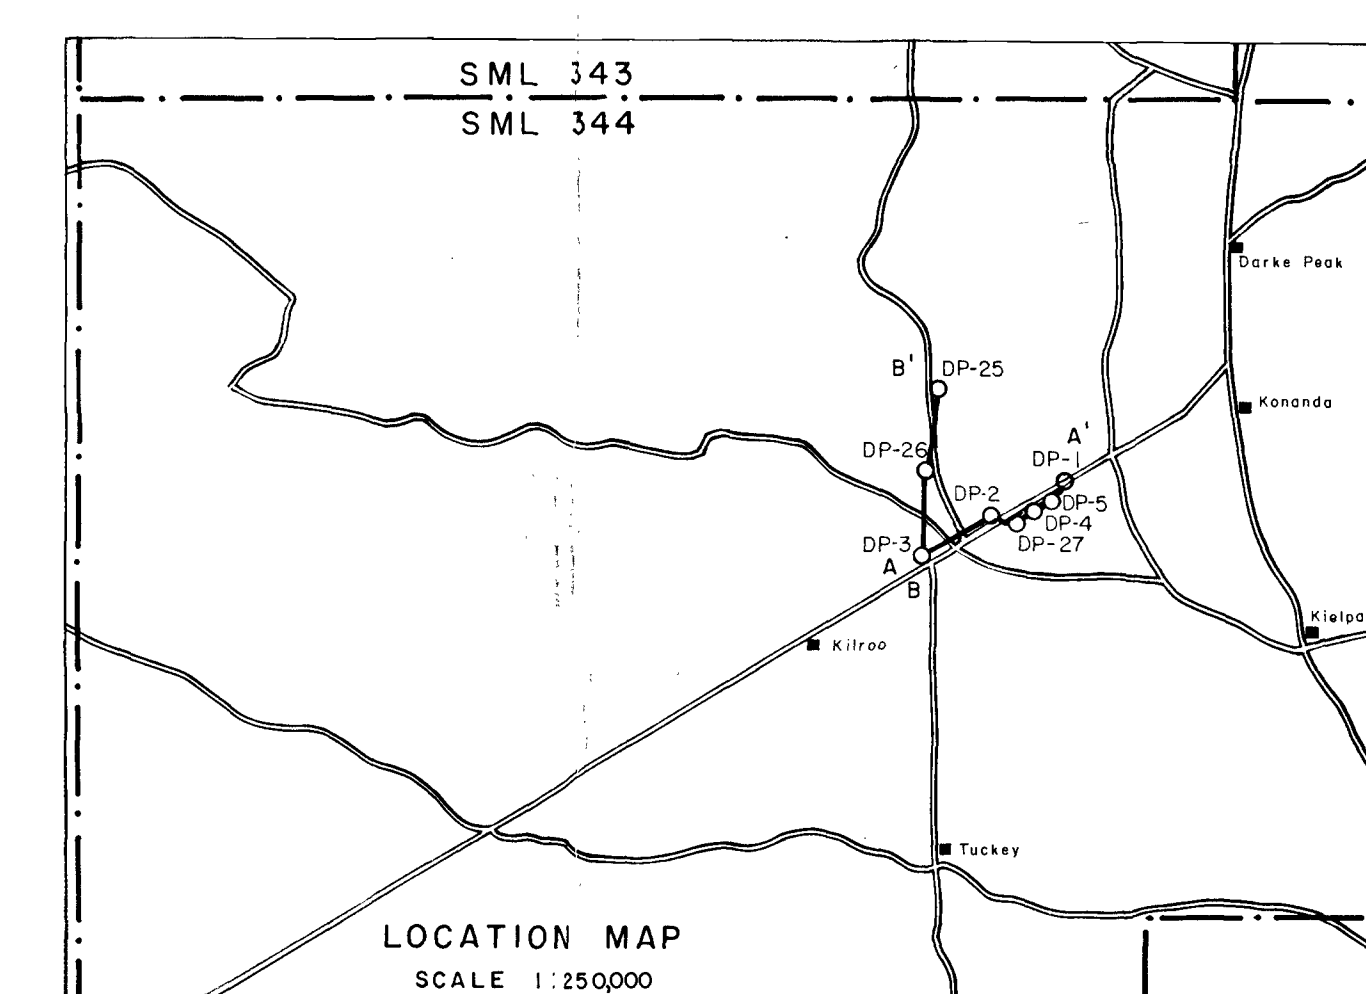 SML 343
SML 344
Darke Peak
B' DP-25
Konanda
A'
DP-26
DP-1
DP-2
DP-5
DP-4
DP-3
DP-27
A
B
Kielpa
Kilroo
Tuckey
LOCATION MAP
SCALE 1:250,000